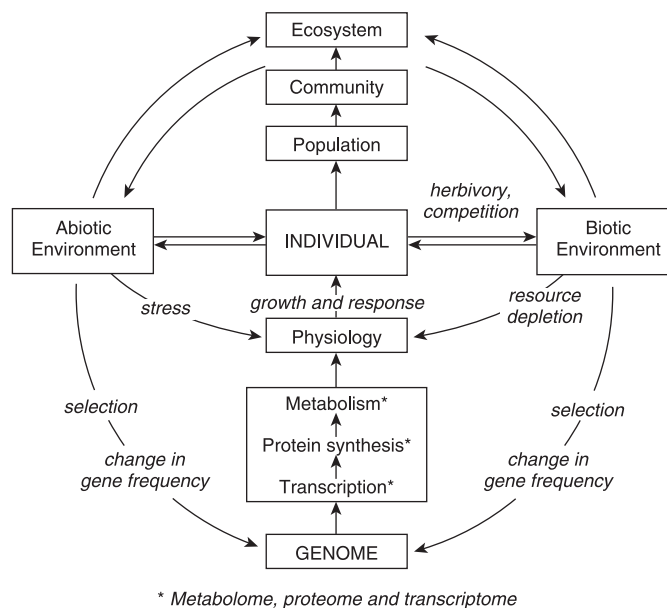 Ecosystem
Community
Population
herbivory,
competition
Abiotic
Environment
INDIVIDUAL
Biotic
Environment
stress
growth and response
resource
depletion
Physiology
selection
Metabolism*
selection
Protein synthesis*
change in
gene frequency
Transcription*
change in
gene frequency
GENOME
* Metabolome, proteome and transcriptome